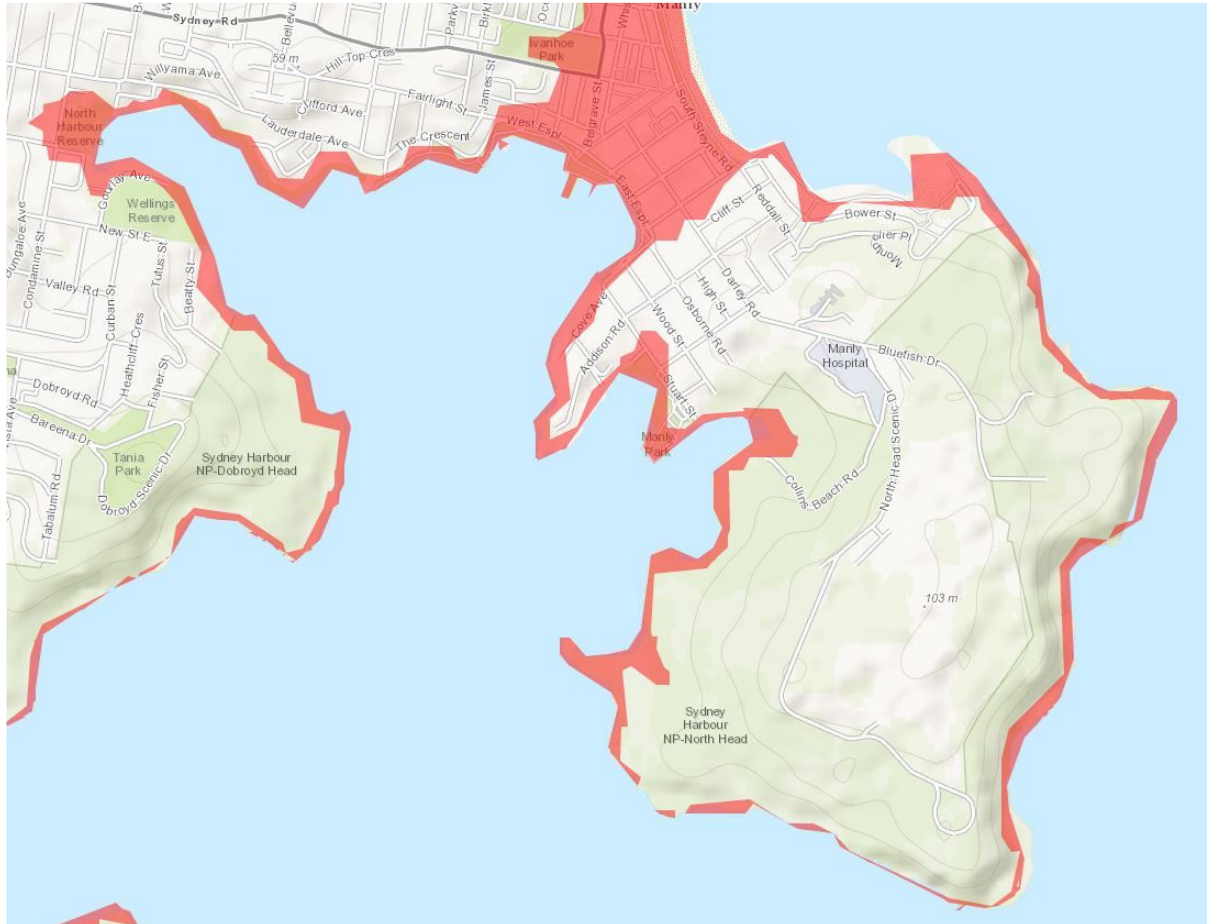 Manly
Sydney Rd
Ivanhoe
Park
59 m
Hill Top Cres
Willyama Ave
Clifford Ave
Fairlight St
James St
Belgrave St
West Espl
South Steyne Rd
North
Harbour
Reserve
Lauderdale Ave
The Crescent
Gourlay Ave
Wellings
Reserve
New St E
East Espl
Cliff St
Reddall St
Bower St
Bungaloe Ave
Condamine St
Valley Rd
Curban St
Tutus St
Beatty St
Darley Rd
High St
Osborne Rd
Wood St
Cove Ave
Addison Rd
Stuart St
Manly
Hospital
Bluefish Dr
Heathcliff Cres
Fisher St
Dobroyd Rd
Bareena Dr
Tania
Park
Dobroyd Scenic Dr
Tabalum Rd
Sydney Harbour
NP-Dobroyd Head
Manly
Park
Collins Beach Rd
North Head Scenic Dr
103 m
Sydney
Harbour
NP-North Head